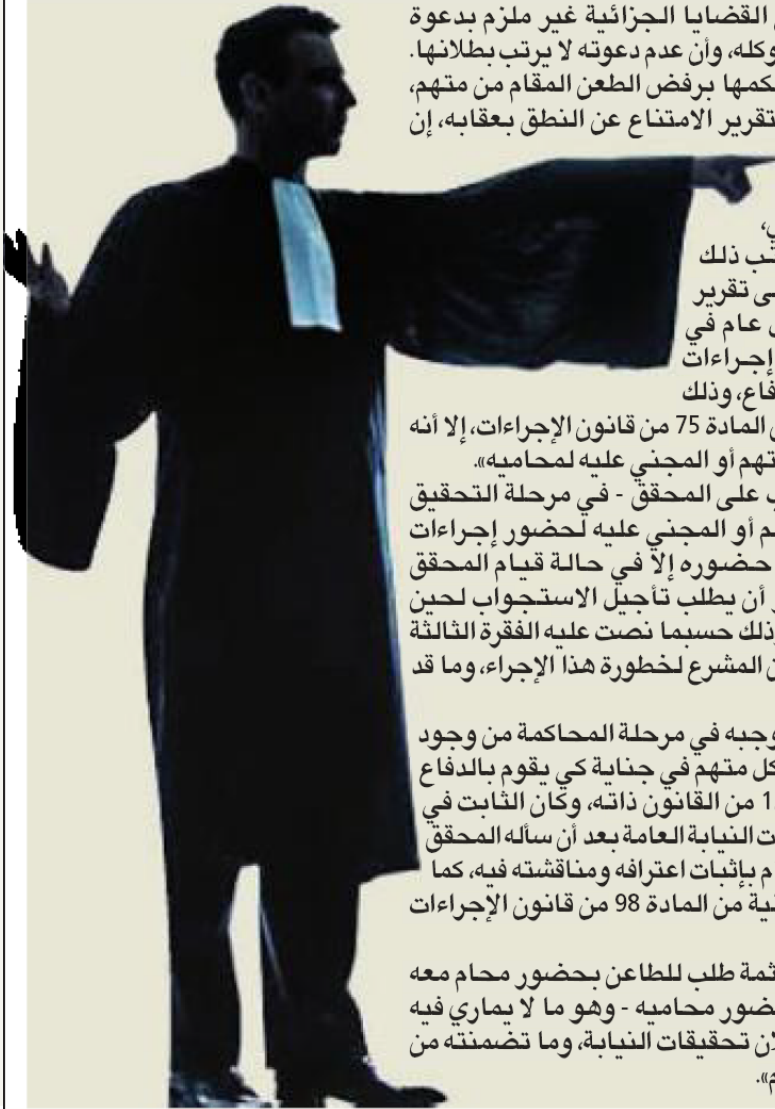 القضايا الجزائية غير ملزم بدعوة
وكله، وأن عدم دعوته لا يرتب بطلانها.
حكمها برفض الطعن المقام من متهم،
تقرير الامتناع عن النطق بعقابه، إن
ذلك
تقرير
عام في
إجراءات
وذلك
المادة 75 من قانون الإجراءات، إلا أنه
تهم أو المجني عليه لمحاميه».
على المحقق - في مرحلة التحقيق
م أو المجني عليه لحضور إجراءات
حضوره إلا في حالة قيام المحقق
أن يطلب تأجيل الاستجواب لحين
وذلك حسبما نصت عليه الفقرة الثالثة
المشرع لخطورة هذا الإجراء، وما قد
وجبه في مرحلة المحاكمة من وجود
كل متهم في جناية كي يقوم بالدفاع
1 من القانون ذاته، وكان الثابت في
ت النيابة العامة بعد أن سأله المحقق
م بإثبات اعترافه ومناقشته فيه، كما
نية من المادة 98 من قانون الإجراءات
ثمة طلب للطاعن بحضور محام معه
حضور محاميه - وهو ما لا يماري فيه
لان تحقيقات النيابة، وما تضمنته من
م».